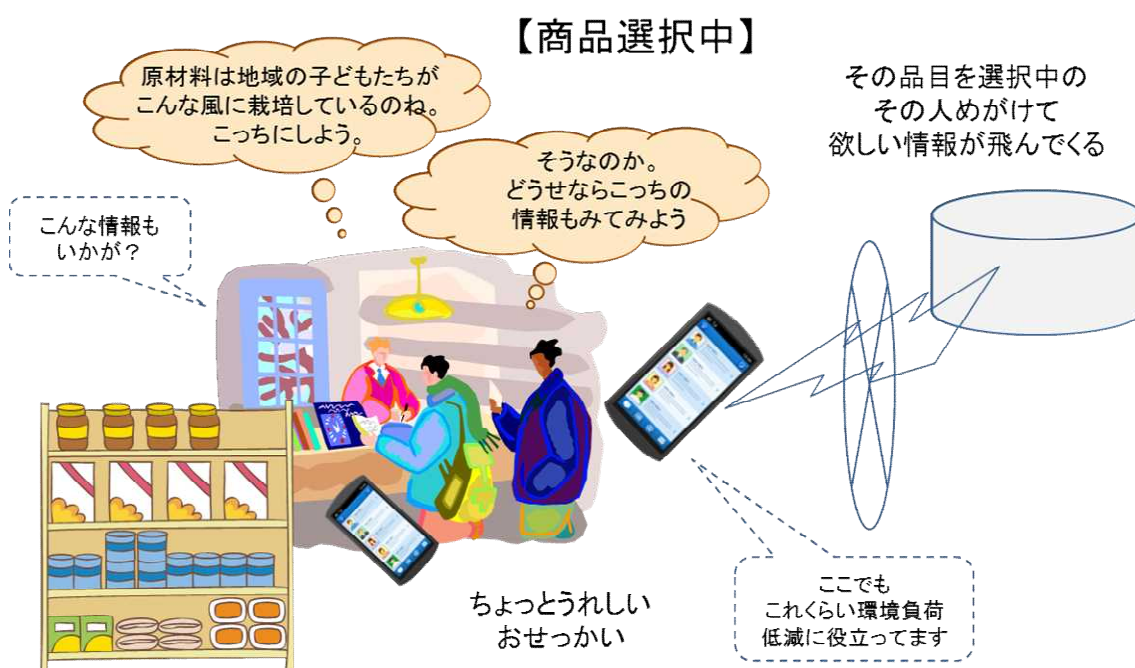 【商品選択中】
原材料は地域の子どもたちが
こんな風に栽培しているのね。
こっちにしよう。
そうなのか。
どうせならこっちの
情報もみてみよう
その品目を選択中の
その人めがけて
欲しい情報が飛んでくる
こんな情報も
いかが？
ちょっとうれしい
おせっかい
ここでも
これくらい環境負荷
低減に役立ってます